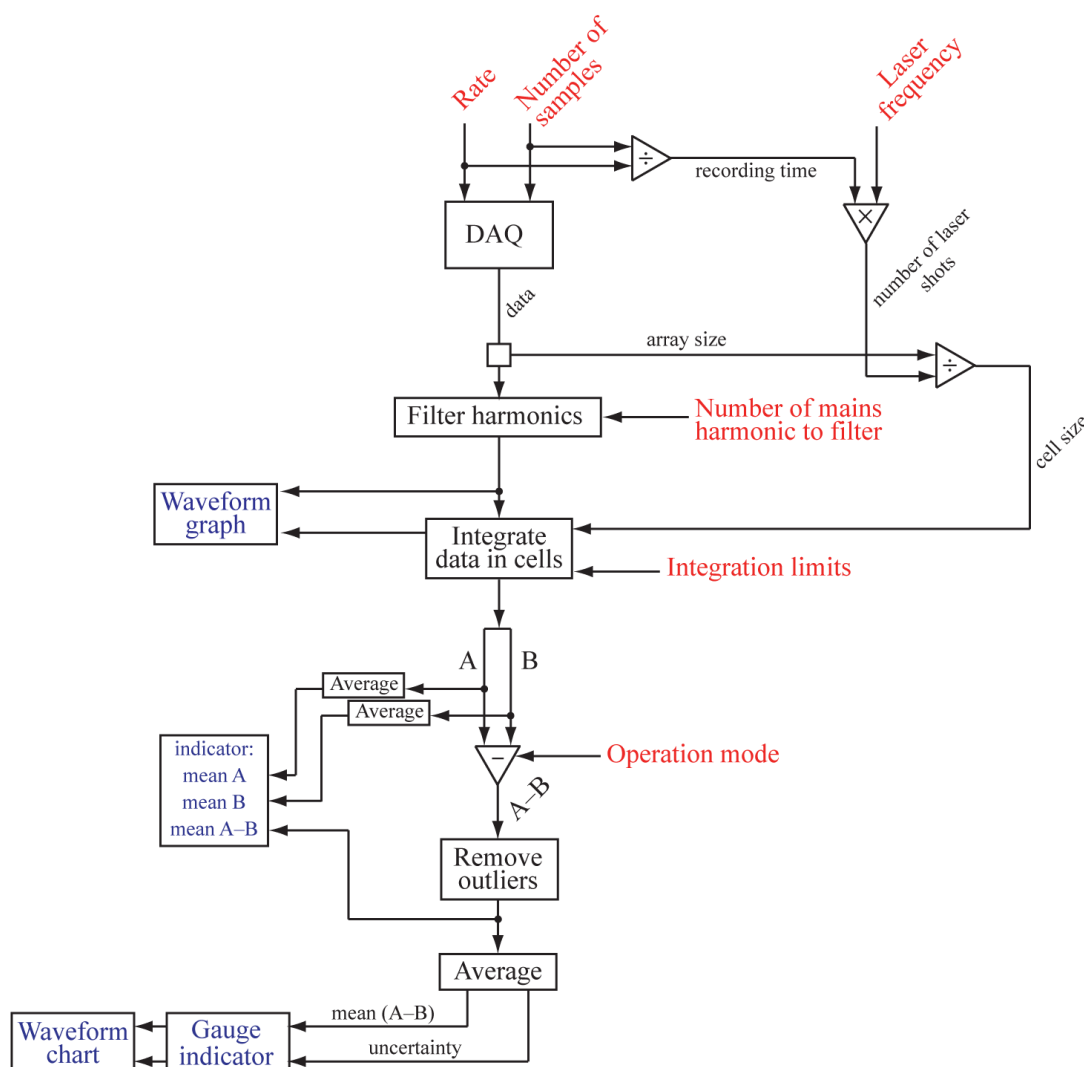 Rate
Number of
samples
Laser
frequency
÷
recording time
×
DAQ
number of laser
shots
data
array size
÷
Filter harmonics
Number of mains
harmonic to filter
cell size
Waveform
graph
Integrate
data in cells
Integration limits
A
B
Average
Average
indicator:
mean A
mean B
mean A–B
–
Operation mode
A–B
Remove
outliers
Average
mean (A–B)
uncertainty
Gauge
indicator
Waveform
chart